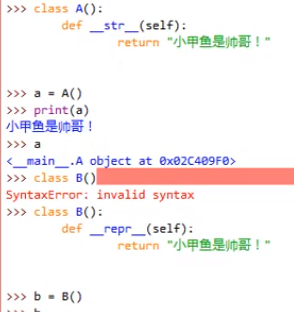 >>> class A():
def __str__(self):
return "小甲鱼是帅哥！"
>>> a = A()
>>> print(a)
小甲鱼是帅哥！
>>> a
<__main__.A object at 0x02C409F0>
>>> class B()
SyntaxError: invalid syntax
>>> class B():
def __repr__(self):
return "小甲鱼是帅哥！"
>>> b = B()